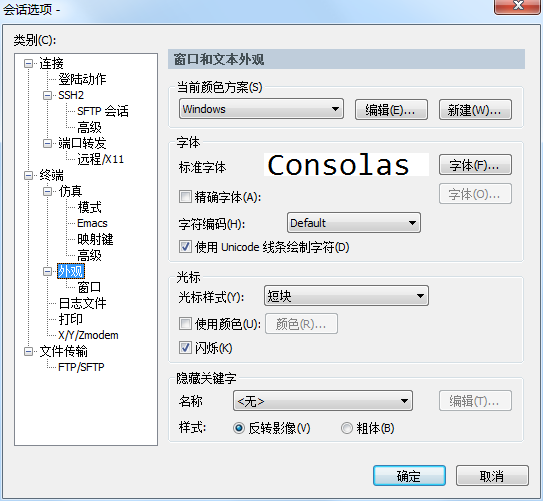 会话选项 -
类别(C):
连接
登陆动作
SSH2
SFTP 会话
高级
端口转发
远程/X11
终端
仿真
模式
Emacs
映射键
高级
外观
窗口
日志文件
打印
X/Y/Zmodem
文件传输
FTP/SFTP
窗口和文本外观
当前颜色方案(S)
Windows 编辑(E)... 新建(W)...
字体
标准字体 Consolas 字体(F)...
精确字体(A): 字体(O)...
字符编码(H): Default
使用 Unicode 线条绘制字符(D)
光标
光标样式(Y): 短块
使用颜色(U): 颜色(R)...
闪烁(K)
隐藏关键字
名称 <无> 编辑(T)...
样式: 反转影像(V) 粗体(B)
确定 取消